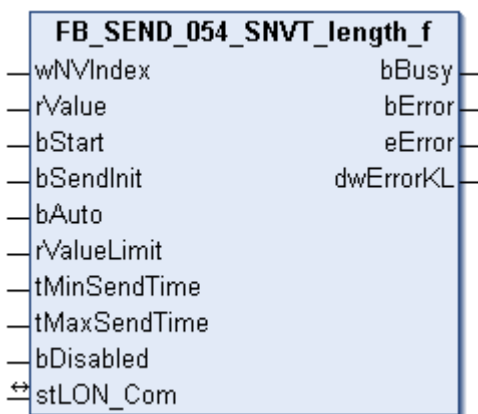 FB_SEND_054_SNVT_length_f
wNVIndex bBusy
rValue bError
bStart eError
bSendInit dwErrorKL
bAuto
rValueLimit
tMinSendTime
tMaxSendTime
bDisabled
stLON_Com